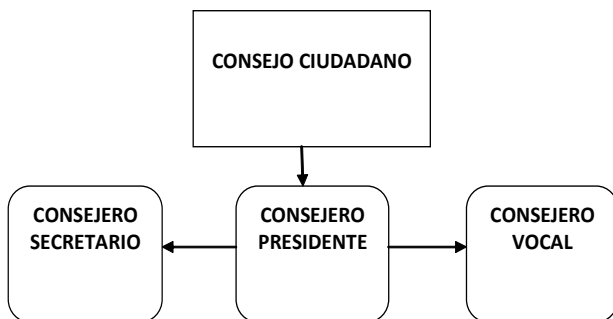 CONSEJO CIUDADANO
CONSEJERO
SECRETARIO
CONSEJERO
PRESIDENTE
CONSEJERO
VOCAL